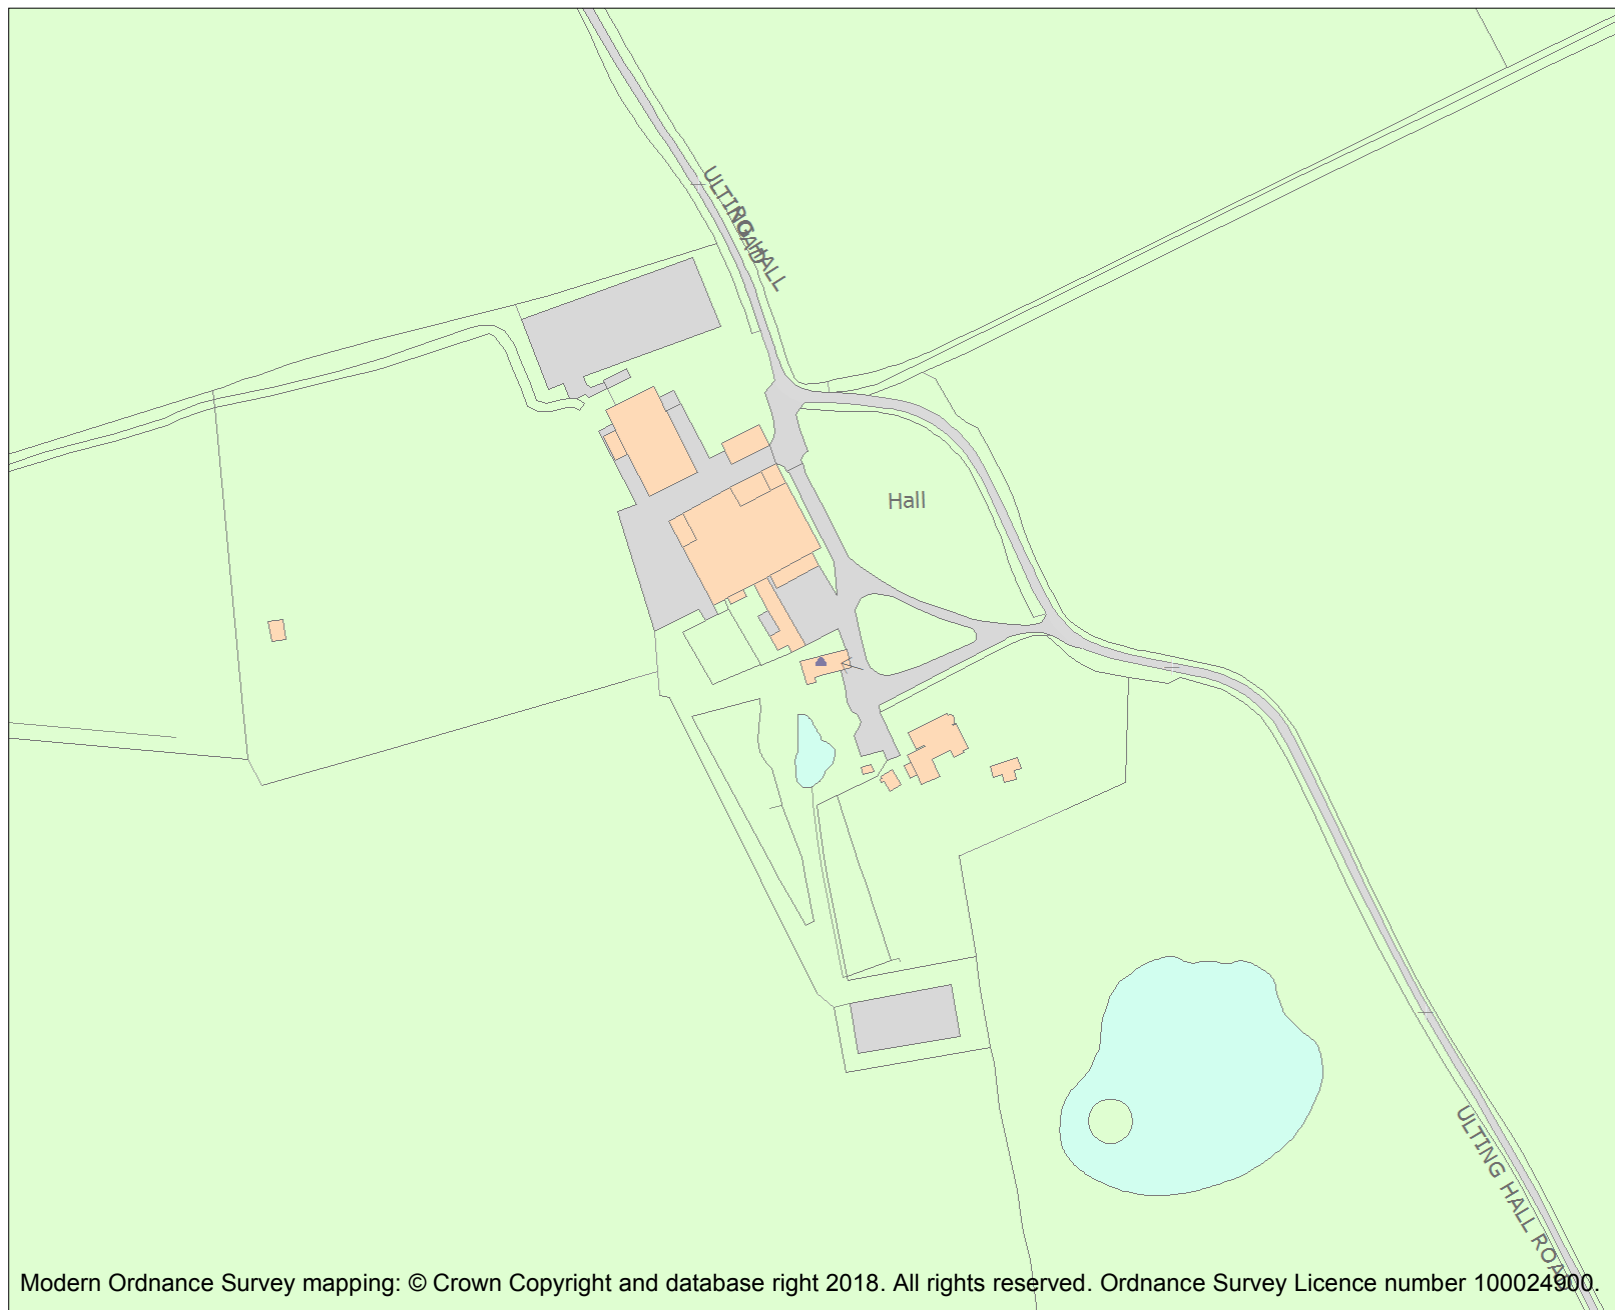 ULTING HALL
ROAD
Hall
ULTING HALL ROAD
Modern Ordnance Survey mapping: © Crown Copyright and database right 2018. All rights reserved. Ordnance Survey Licence number 100024900.